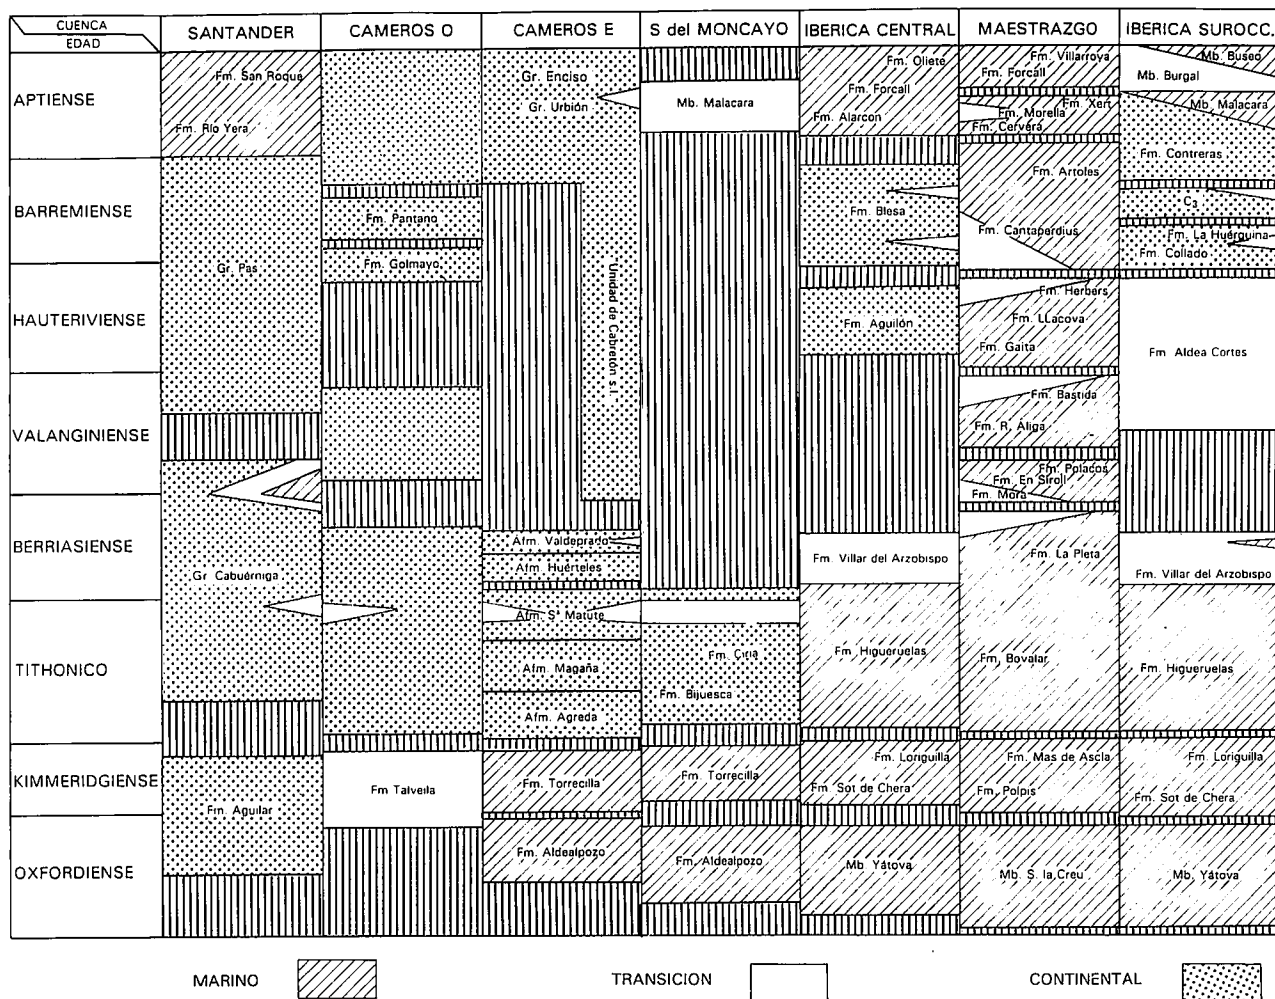 CUENCA
EDAD
SANTANDER
CAMEROS O
CAMEROS E
S del MONCAYO
IBERICA CENTRAL
MAESTRAZGO
IBERICA SUROCC.
APTIENSE
Fm. San Roque
Fm. Río Yera
Gr. Enciso
Gr. Urbión
Mb. Malacara
Fm. Oliete
Fm. Forcall
Fm. Alarcon
Fm. Villarroya
Fm. Forcall
Fm. Xert
Fm. Morella
Fm. Cervera
Mb. Buseo
Mb. Burgal
Mb. Malacara
Fm. Contreras
BARREMIENSE
Gr. Pas
Fm. Pantano
Fm. Golmayo
"Unidad de Cabretón s.l.
Fm. Blesa
Fm. Artoles
Fm. Cantaperdius
C3
Fm. La Huérguina
Fm. Collado
HAUTERIVIENSE
Fm. Aguilón
Fm. Herbers
Fm. LLacova
Fm. Gaita
Fm. Aldea Cortes
VALANGINIENSE
Fm. Bastida
Fm. R. Aliga
Fm. Polacos
Fm. En Siroll
Fm. Mora
BERRIASIENSE
Gr. Cabuérniga
Afm. Valdeprado
Afm. Huérteles
Fm. Villar del Arzobispo
Fm. La Pleta
Fm. Villar del Arzobispo
TITHONICO
Afm. Sª Matute
Afm. Magaña
Afm. Agreda
Fm. Ciria
Fm. Bijuesca
Fm. Higueruelas
Fm. Bovalar
Fm. Higueruelas
KIMMERIDGIENSE
Fm. Aguilar
Fm. Talveila
Fm. Torrecilla
Fm. Torrecilla
Fm. Loriguilla
Fm. Sot de Chera
Fm. Mas de Ascla
Fm. Polpis
Fm. Loriguilla
Fm. Sot de Chera
OXFORDIENSE
Fm. Aldealpozo
Fm. Aldealpozo
Mb. Yátova
Mb. S. la Creu
Mb. Yátova
MARINO
TRANSICION
CONTINENTAL